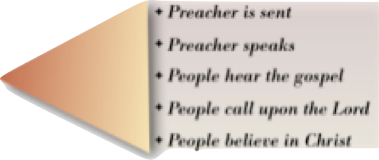 ✦ Preacher is sent
✦ Preacher speaks
✦ People hear the gospel
✦ People call upon the Lord
✦ People believe in Christ